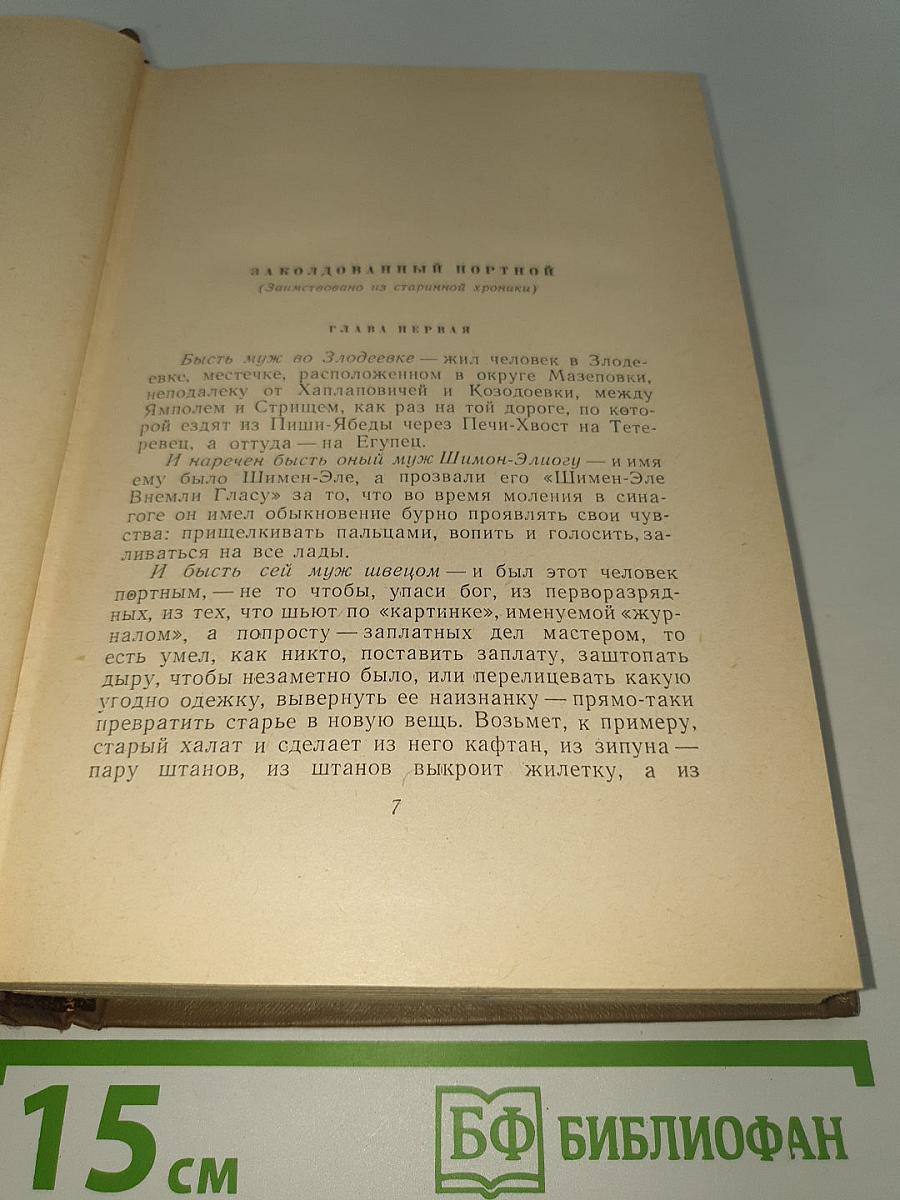 ЗАКОЛДОВАННЫЙ ПОРТНОЙ
(Заимствовано из старинной хроники)
ГЛАВА ПЕРВАЯ
Бысть муж во Злодеевке — жил человек в Злоде-
евке, местечке, расположенном в округе Мазеповки,
неподалеку от Хаплаповичей и Козодоевки, между
Ямполем и Стрищем, как раз на той дороге, по кото-
рой ездят из Пиши-Ябеды через Печи-Хвост на Тете-
ревец, а оттуда — на Егупец.
И наречен бысть оный муж Шимон-Элиогу — и имя
ему было Шимен-Эле, а прозвали его «Шимен-Эле
Внемли Гласу» за то, что во время моления в сина-
гоге он имел обыкновение бурно проявлять свои чув-
ства: прищелкивать пальцами, вопить и голосить, за-
ливаться на все лады.
И бысть сей муж швецом — и был этот человек
портным, — не то чтобы, упаси бог, из перворазряд-
ных, из тех, что шьют по «картинке», именуемой «жур-
налом», а попросту — заплатных дел мастером, то
есть умел, как никто, поставить заплату, заштопать
дыру, чтобы незаметно было, или перелицевать какую
угодно одежку, вывернуть ее наизнанку — прямо-таки
превратить старье в новую вещь. Возьмет, к примеру,
старый халат и сделает из него кафтан, из зипуна —
пару штанов, из штанов выкроит жилетку, а из
7
15 см
БФ БИБЛИОФАН